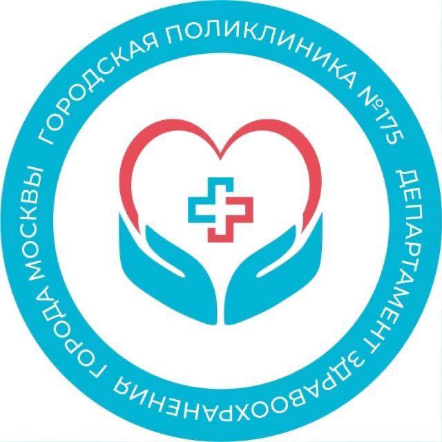 ГОРОДСКАЯ ПОЛИКЛИНИКА №175
ДЕПАРТАМЕНТ ЗДРАВООХРАНЕНИЯ ГОРОДА МОСКВЫ